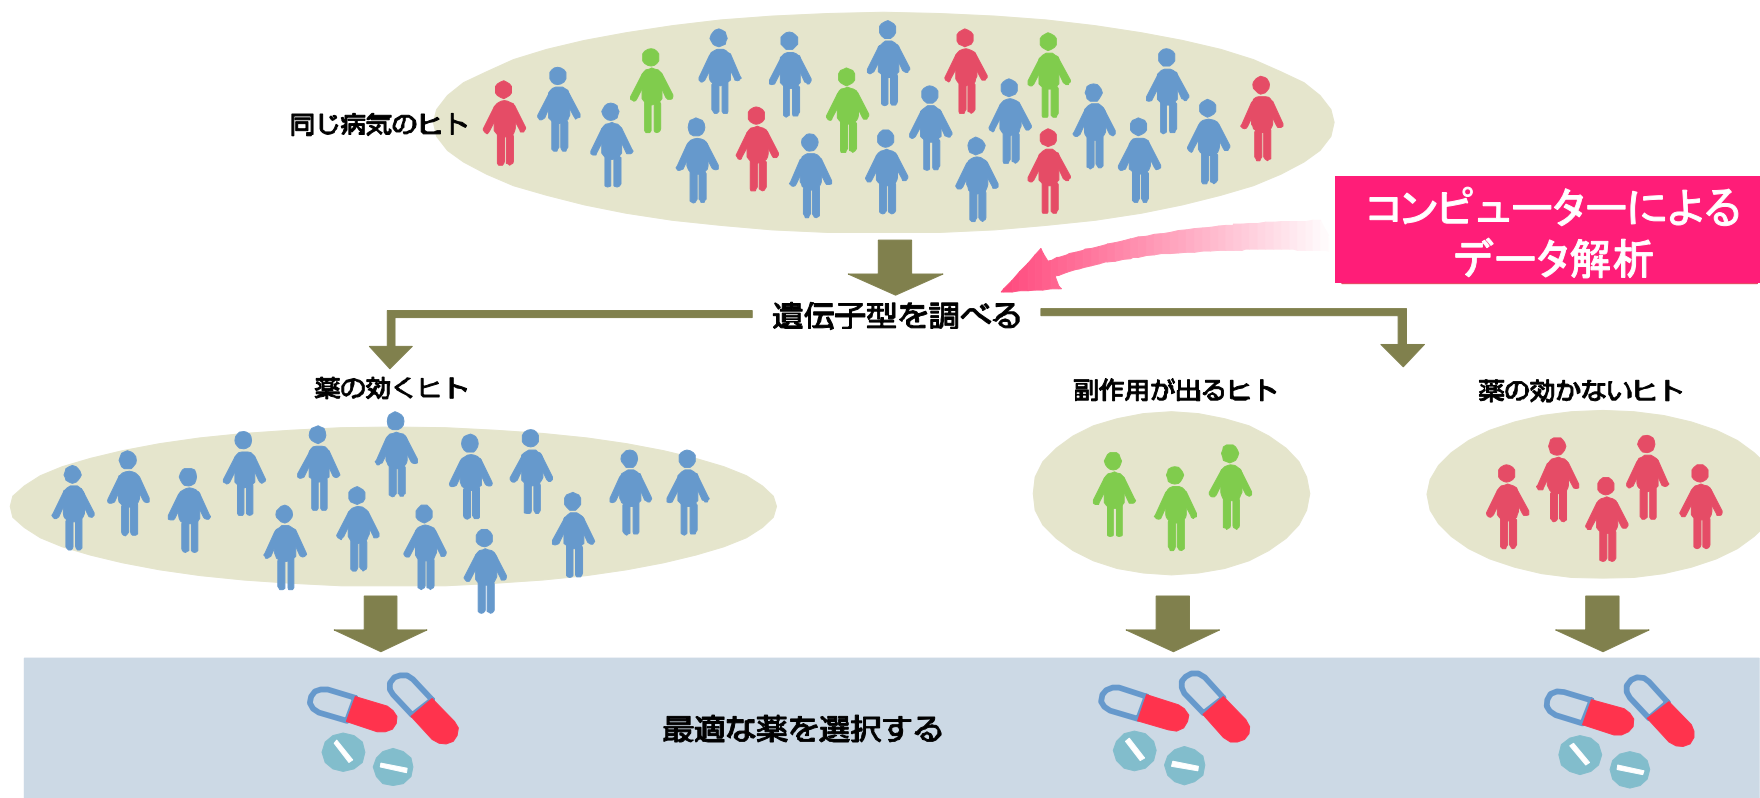 同じ病気のヒト
コンピューターによる
データ解析
遺伝子型を調べる
薬の効くヒト
副作用が出るヒト
薬の効かないヒト
最適な薬を選択する